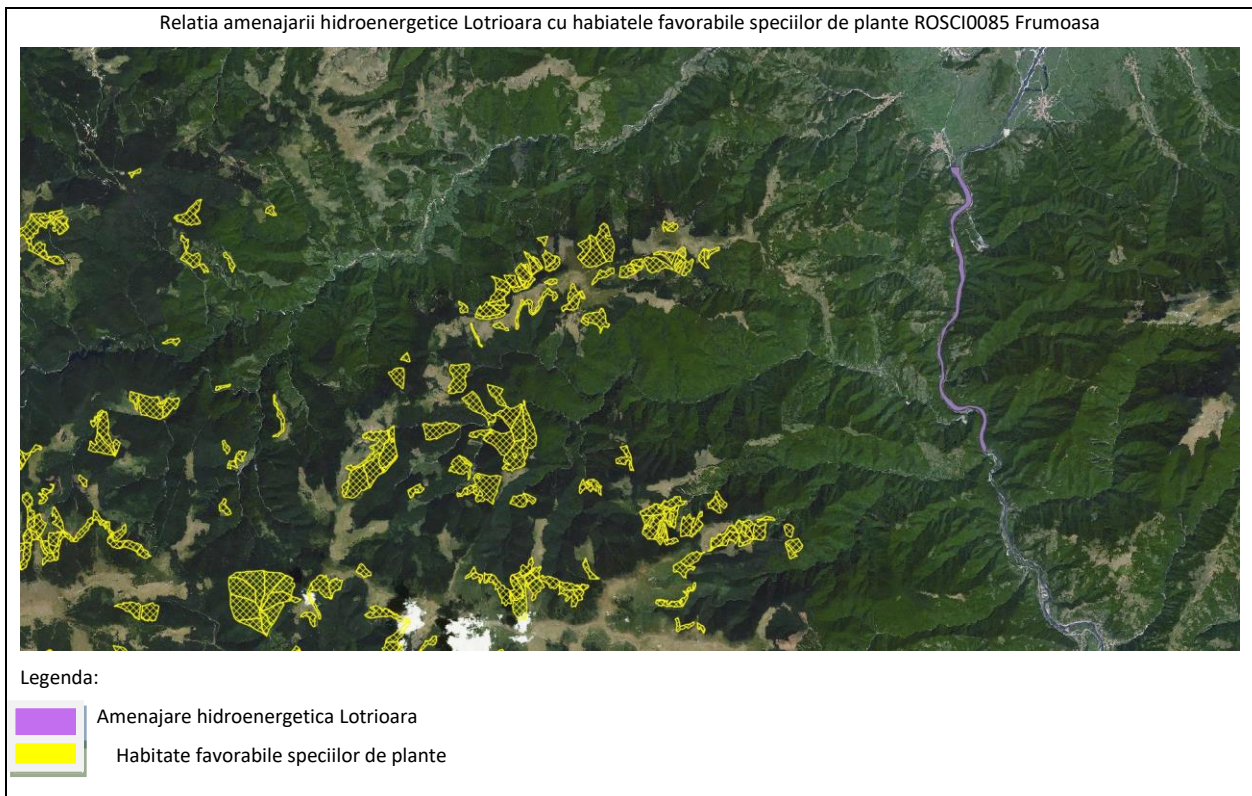 Relatia amenajarii hidroenergetice Lotrioara cu habiatele favorabile speciilor de plante ROSCI0085 Frumoasa
Legenda:
Amenajare hidroenergetica Lotrioara
Habitate favorabile speciilor de plante